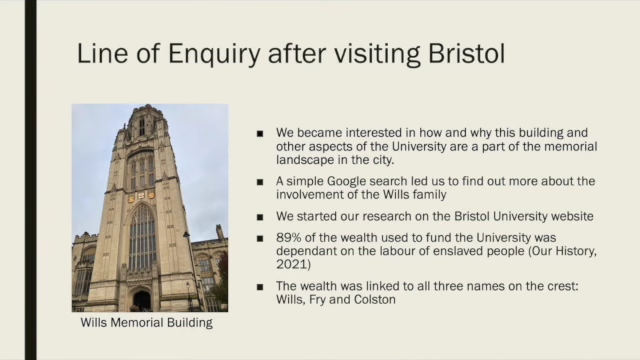 Line of Enquiry after visiting Bristol
■ We became interested in how and why this building and
other aspects of the University are a part of the memorial
landscape in the city.
■ A simple Google search led us to find out more about the
involvement of the Wills family
■ We started our research on the Bristol University website
■ 89% of the wealth used to fund the University was
dependant on the labour of enslaved people (Our History,
2021)
■ The wealth was linked to all three names on the crest:
Wills, Fry and Colston
Wills Memorial Building